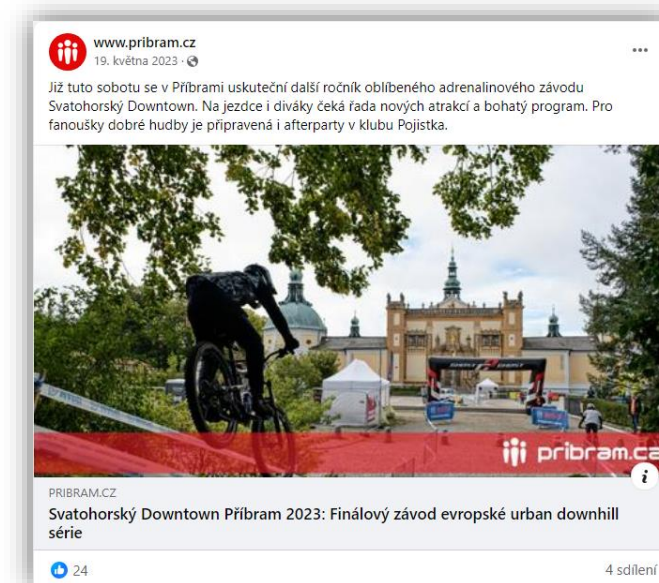 www.pribram.cz
19. května 2023 ·
Již tuto sobotu se v Příbrami uskuteční další ročník oblíbeného adrenalinového závodu
Svatohorský Downtown. Na jezdce i diváky čeká řada nových atrakcí a bohatý program. Pro
fanoušky dobré hudby je připravená i afterparty v klubu Pojistka.
pribram.cz
PRIBRAM.CZ
Svatohorský Downtown Příbram 2023: Finálový závod evropské urban downhill
série
24
4 sdílení